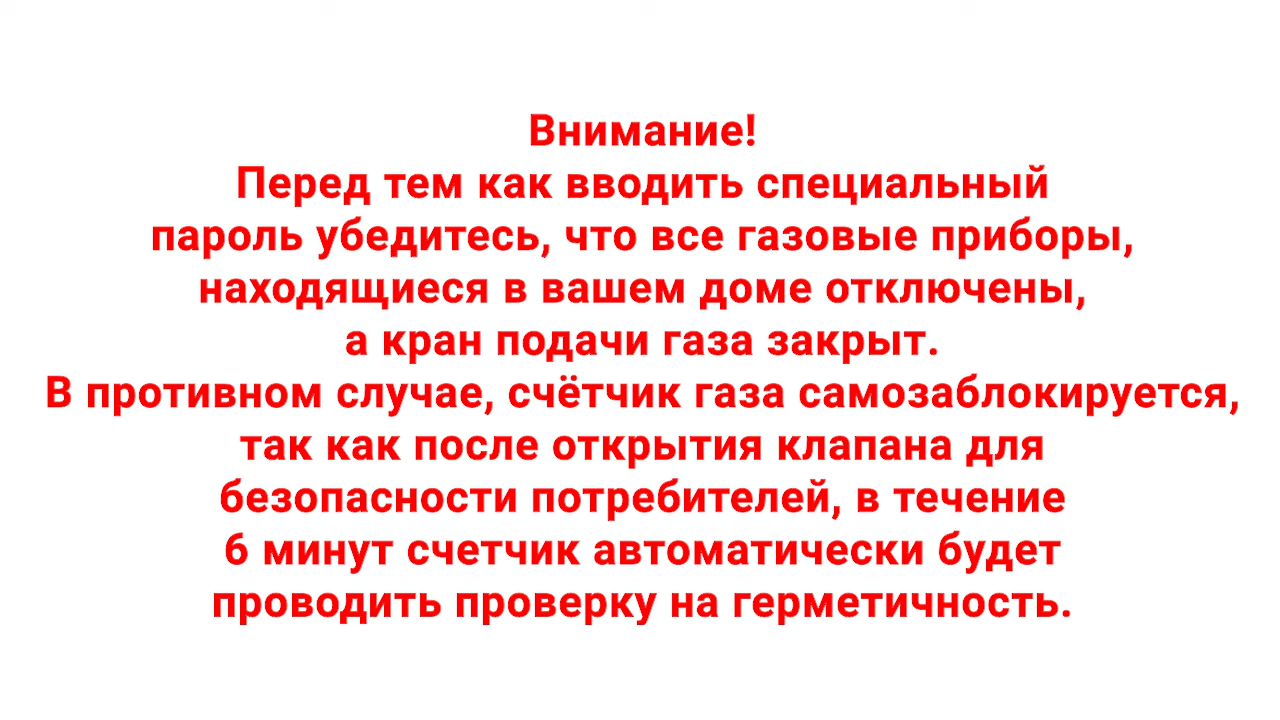 Внимание!
Перед тем как вводить специальный
пароль убедитесь, что все газовые приборы,
находящиеся в вашем доме отключены,
а кран подачи газа закрыт.
В противном случае, счётчик газа самозаблокируется,
так как после открытия клапана для
безопасности потребителей, в течение
6 минут счетчик автоматически будет
проводить проверку на герметичность.